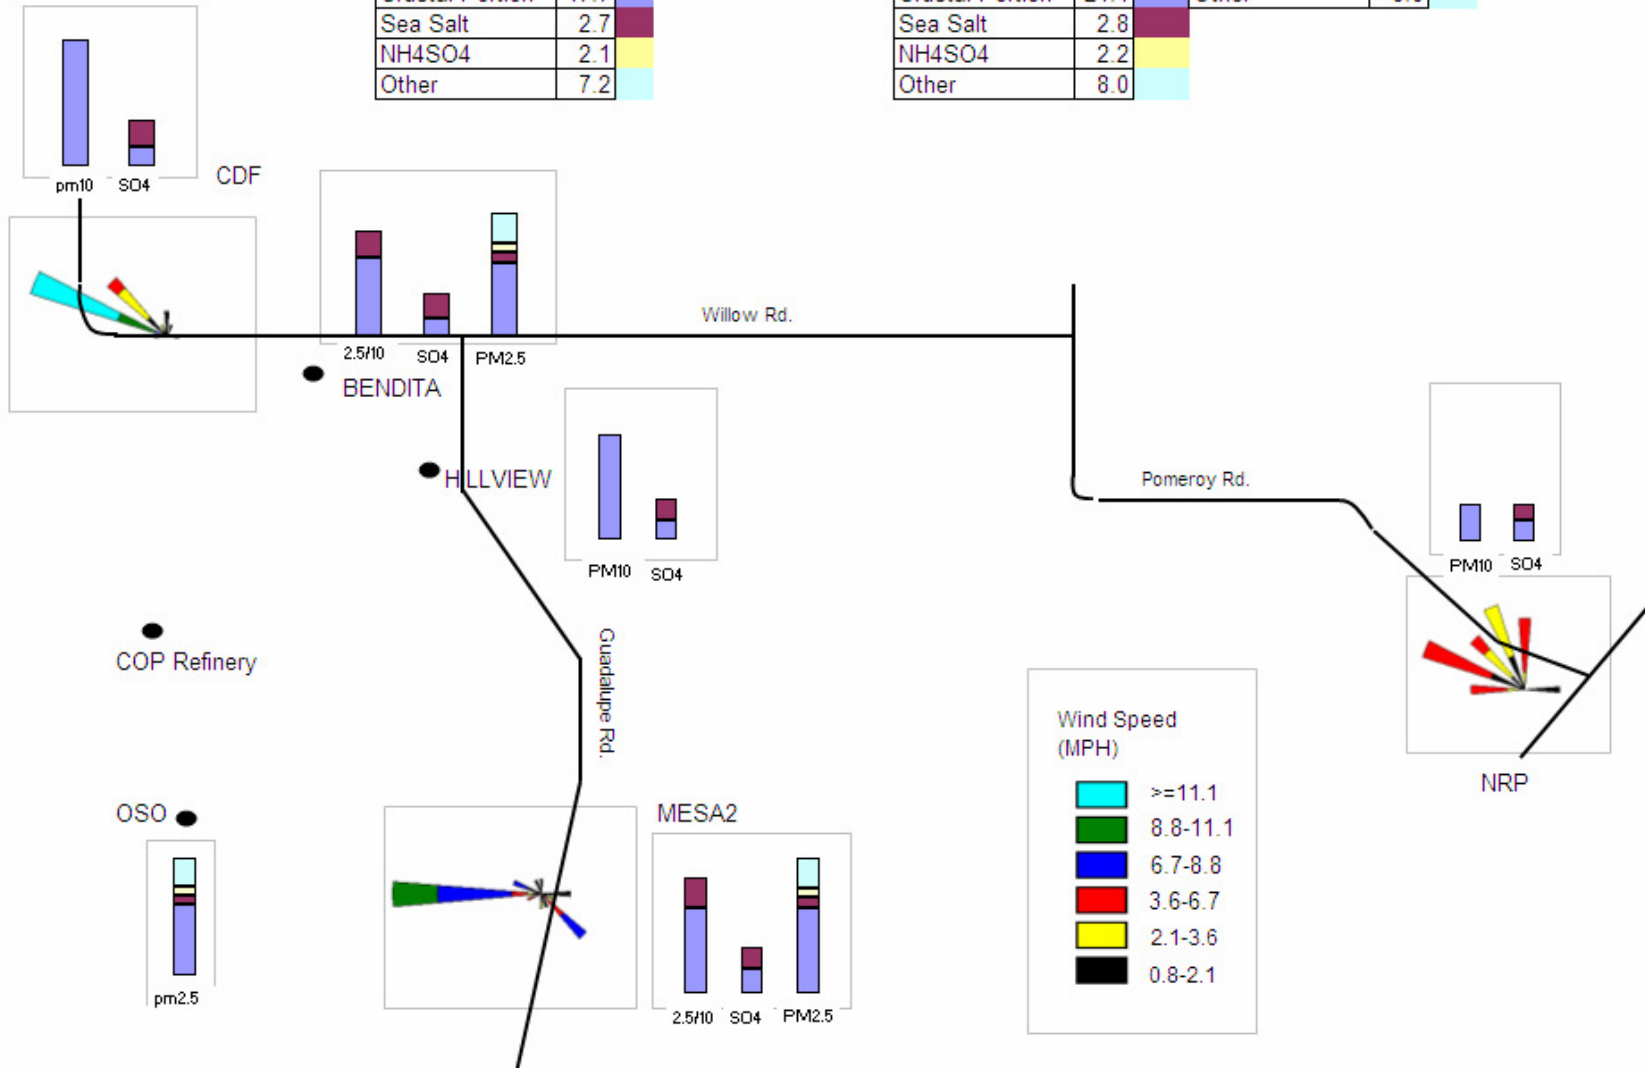 Sea Salt 2.7
NH4SO4 2.1
Other 7.2
Sea Salt 2.8
NH4SO4 2.2
Other 8.0
pm10 SO4
CDF
Willow Rd.
2.5/10 SO4 PM2.5
BENDITA
HILLVIEW
PM10 SO4
Pomeroy Rd.
PM10 SO4
COP Refinery
Guadalupe Rd.
NRP
OSO
pm2.5
MESA2
2.5/10 SO4 PM2.5
Wind Speed
(MPH)
>=11.1
8.8-11.1
6.7-8.8
3.6-6.7
2.1-3.6
0.8-2.1